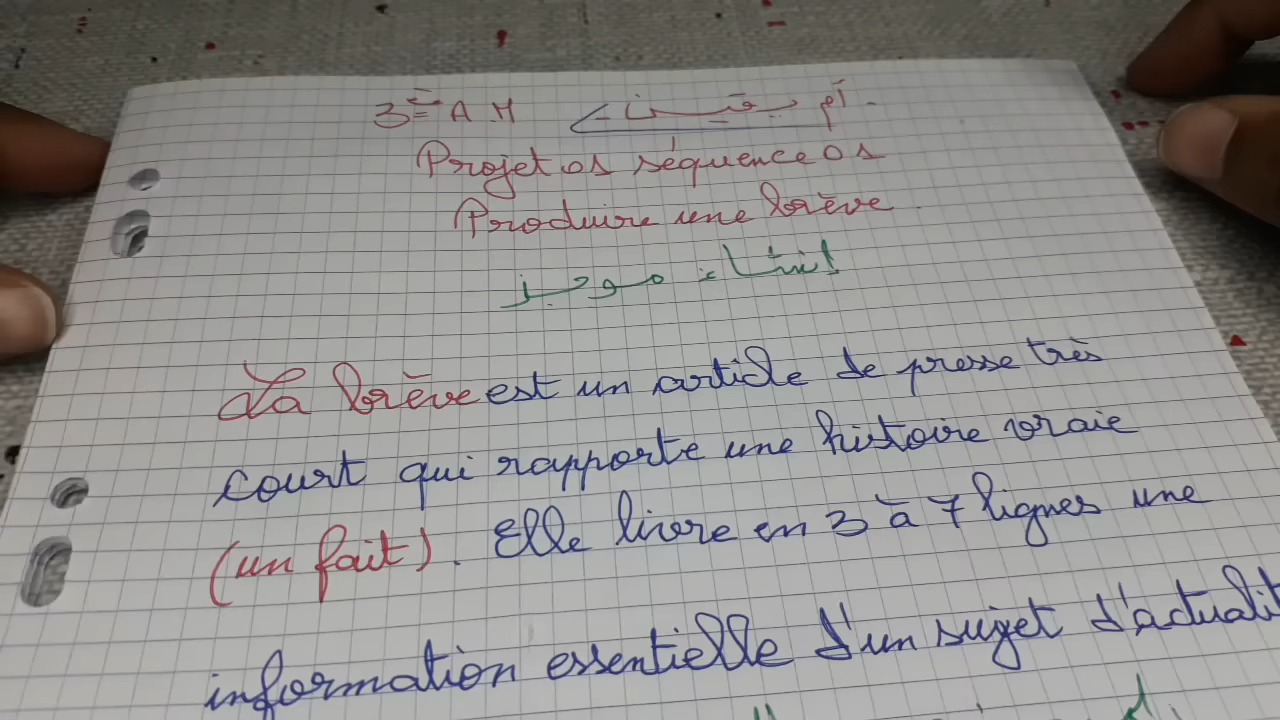 3ème A.M أم بقينات
Projet 01 séquence 01
Produire une brève.
إنشاء موجز
La brève est un article de presse très
court qui rapporte une histoire vraie
(un fait). Elle livre en 3 à 7 lignes une
information essentielle d'un sujet d'actualit